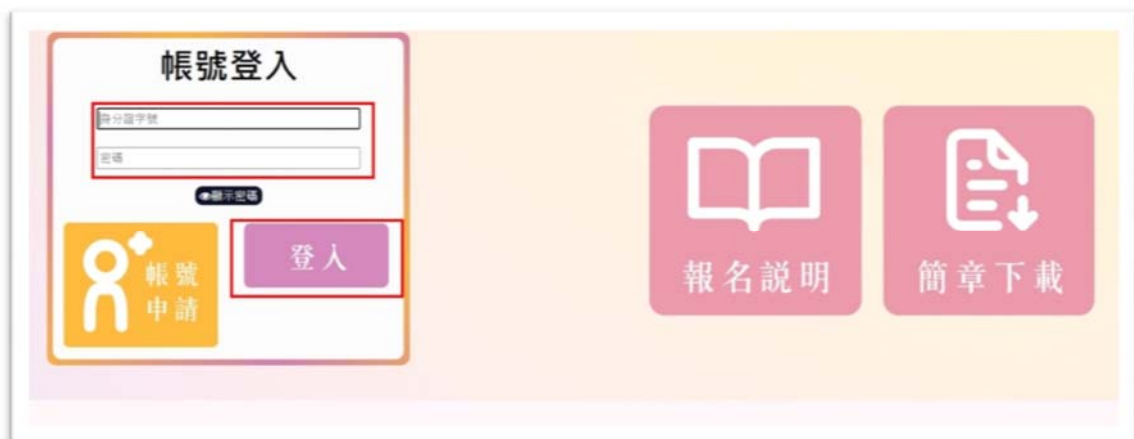 帳號登入
身分證字號
密碼
顯示密碼
帳號
申請
登入
報名說明
簡章下載